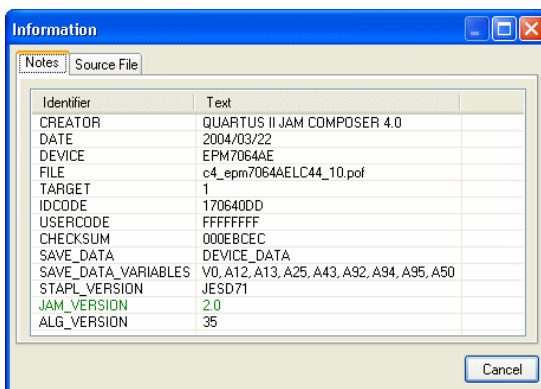 Information
Notes Source File
Identifier Text
CREATOR QUARTUS II JAM COMPOSER 4.0
DATE 2004/03/22
DEVICE EPM7064AE
FILE c4_epm7064AELC44_10.pof
TARGET 1
IDCODE 170640DD
USERCODE FFFFFFFF
CHECKSUM 000EBCEC
SAVE_DATA DEVICE_DATA
SAVE_DATA_VARIABLES V0, A12, A13, A25, A43, A92, A94, A95, A50
STAPL_VERSION JESD71
JAM_VERSION 2.0
ALG_VERSION 35
Cancel